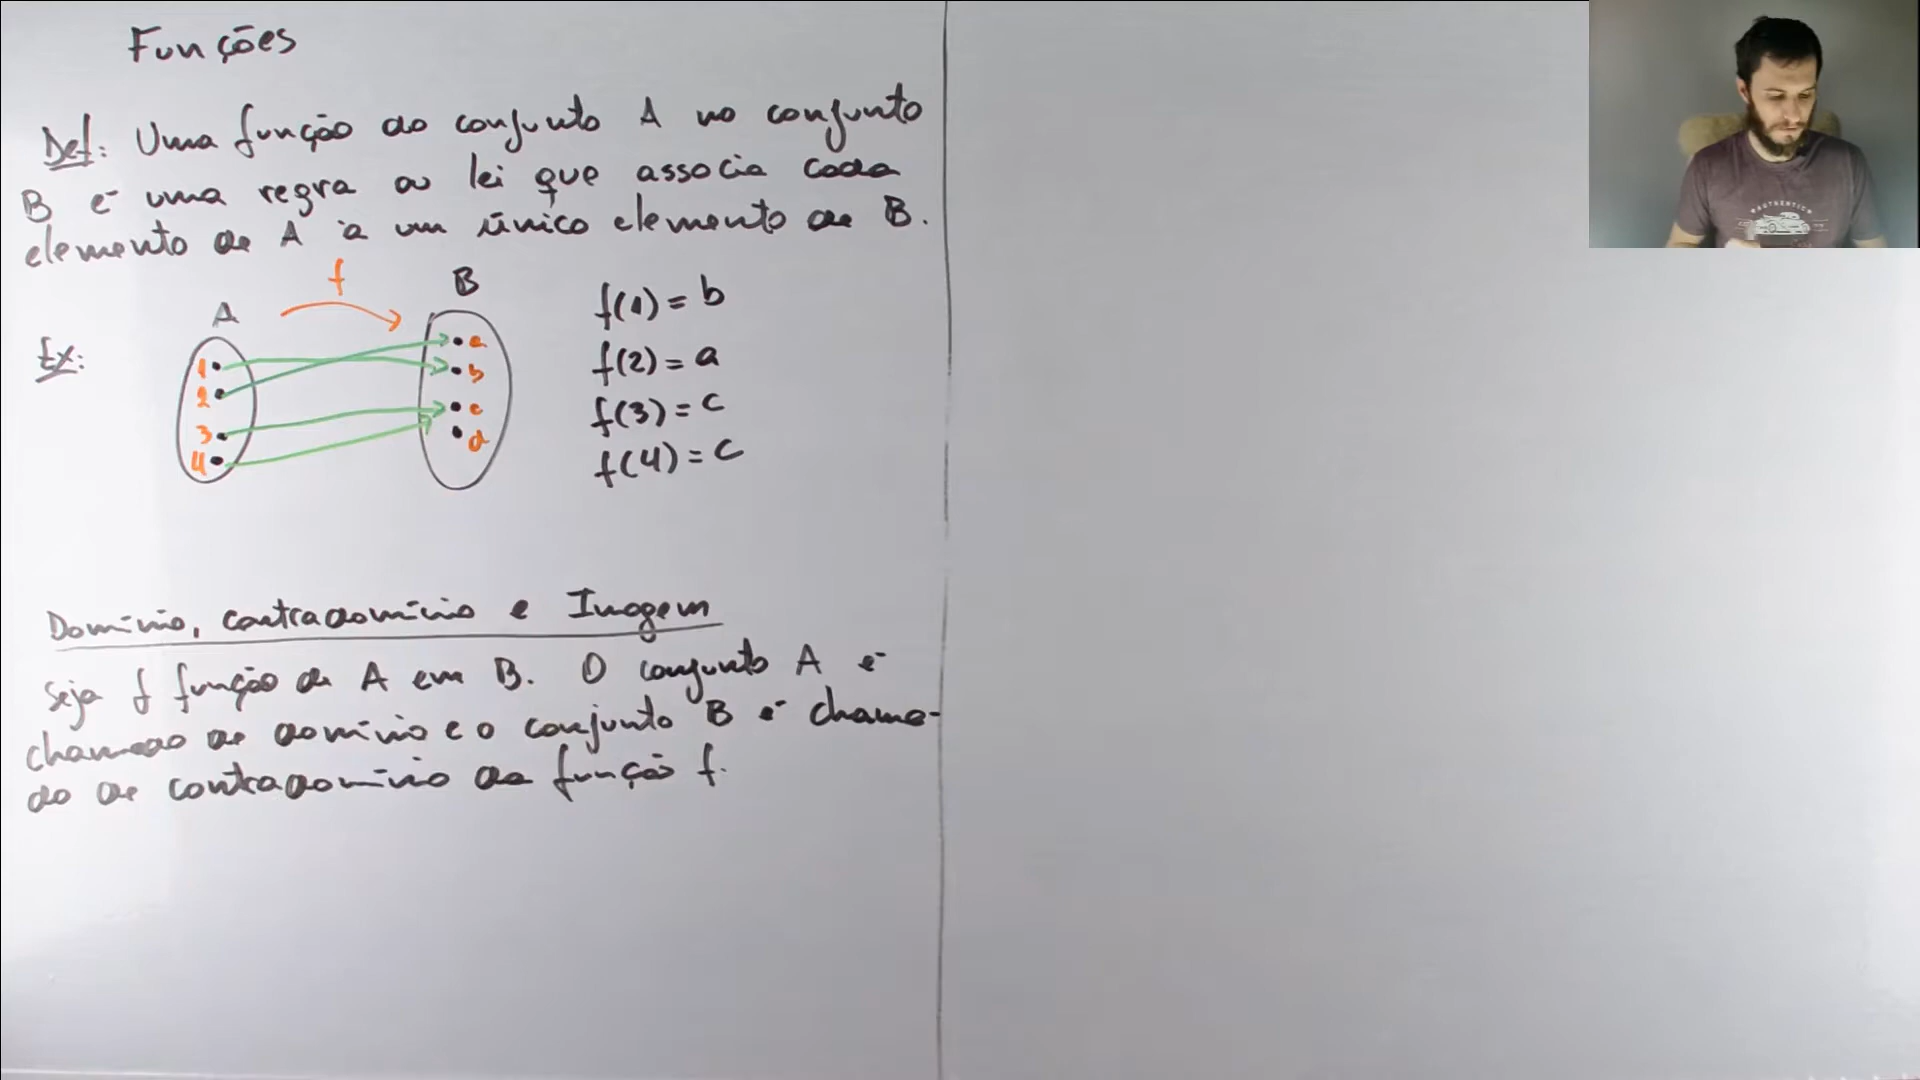 Funções
Def: Uma função do conjunto A no conjunto
B é uma regra ou lei que associa cada
elemento de A à um único elemento de B.
f
A B
Ex:
1 a
2 b
3 c
4 d
f(1) = b
f(2) = a
f(3) = c
f(4) = c
Domínio, contradomínio e Imagem
Seja f função de A em B. O conjunto A é
chamado de domínio e o conjunto B é chama-
do de contradomínio da função f.
AUTHENTIC